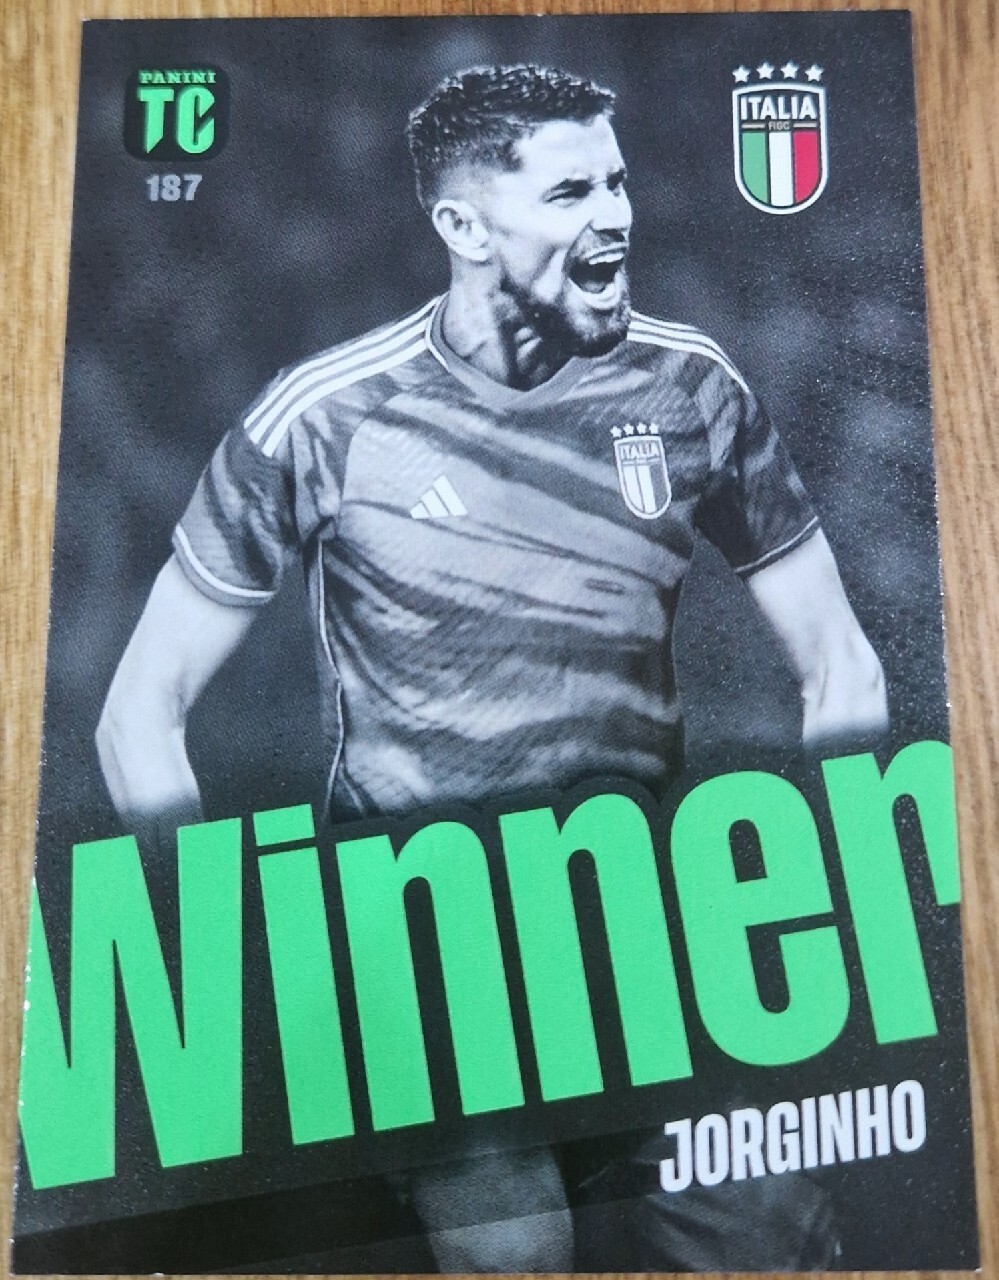 PANINI
TC
187
ITALIA
FIGC
ITALIA
Winner
JORGINHO